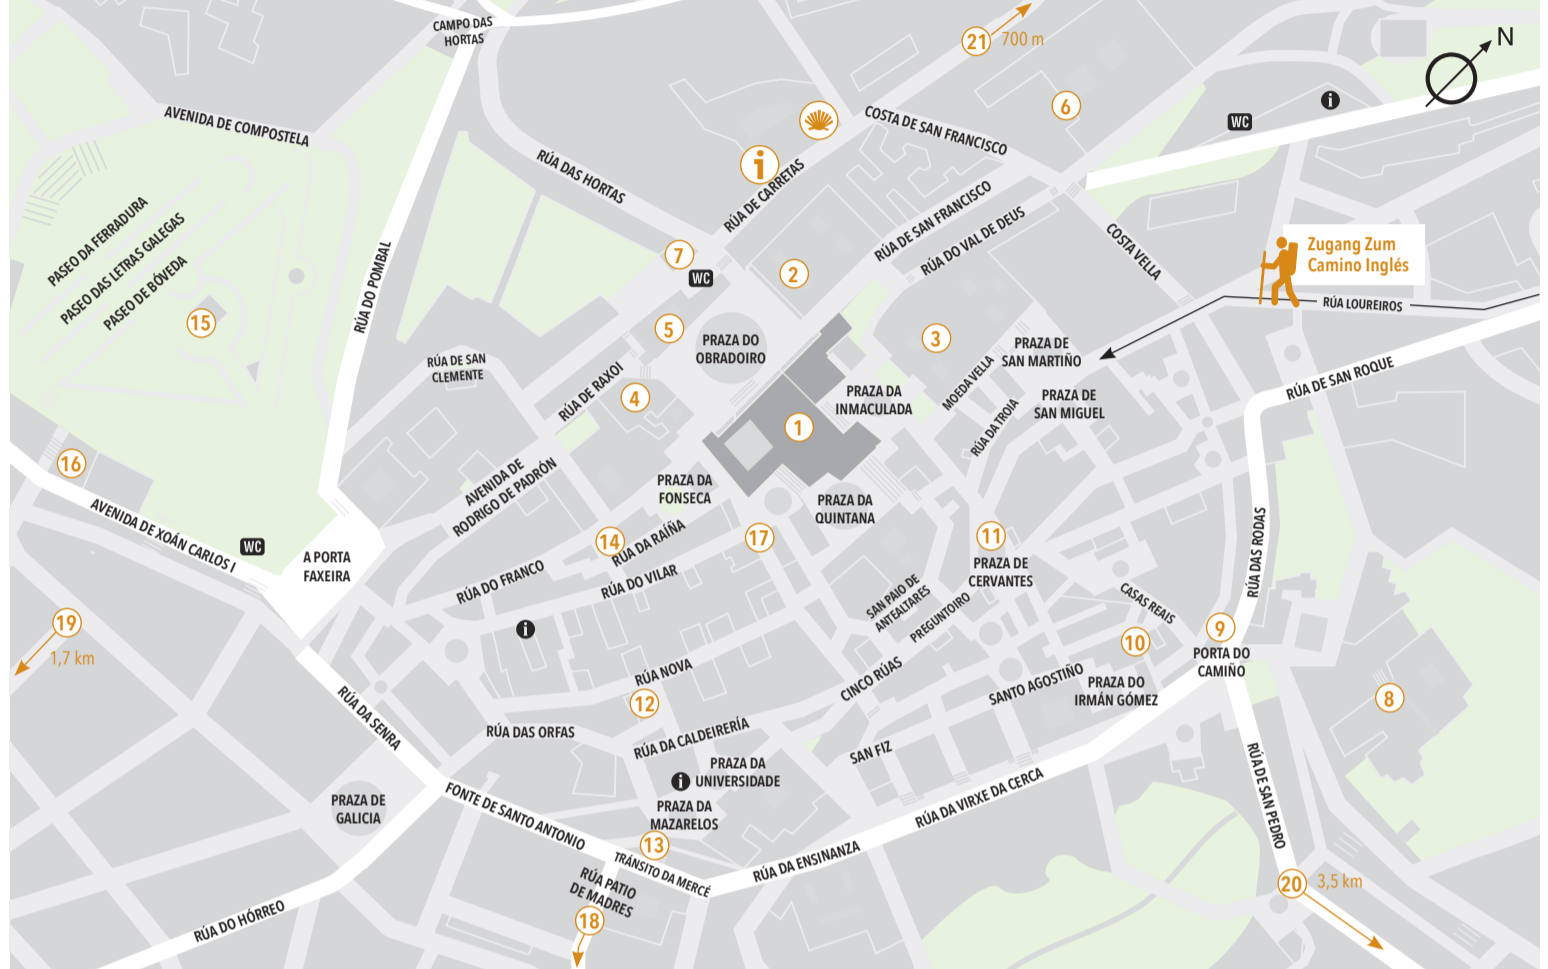 CAMPO DAS
HORTAS
21
700 m
N
6
i
WC
AVENIDA DE COMPOSTELA
COSTA DE SAN FRANCISCO
RÚA DAS HORTAS
i
RÚA DE CARRETAS
PASEO DA FERRADURA
PASEO DAS LETRAS GALEGAS
PASEO DE BÓVEDA
15
RÚA DO POMBAL
7
WC
2
RÚA DE SAN FRANCISCO
RÚA DO VAL DE DEUS
COSTA VELLA
Zugang Zum
Camino Inglés
RÚA LOUREIROS
5
PRAZA DO
OBRADOIRO
3
PRAZA DE
SAN MARTIÑO
RÚA DE SAN
CLEMENTE
RÚA DE RAXOI
4
PRAZA DA
INMACULADA
MOEDA VELLA
PRAZA DE
SAN MIGUEL
RÚA DE SAN ROQUE
1
RÚA DA TROIA
16
AVENIDA DE
RODRIGO DE PADRÓN
PRAZA DA
FONSECA
PRAZA DA
QUINTANA
AVENIDA DE XOÁN CARLOS I
WC
A PORTA
FAXEIRA
14
RÚA DA RAÍÑA
17
11
PRAZA DE
CERVANTES
RÚA DAS RODAS
RÚA DO FRANCO
RÚA DO VILAR
SAN PAIO DE
ANTEALTARES
PREGUNTOIRO
CASAS REAIS
19
1,7 km
i
10
9
PORTA DO
CAMIÑO
RÚA NOVA
12
CINCO RÚAS
SANTO AGOSTIÑO
PRAZA DO
IRMÁN GÓMEZ
8
RÚA DA SENRA
RÚA DAS ORFAS
RÚA DA CALDEIRERÍA
SAN FIZ
i
PRAZA DA
UNIVERSIDADE
RÚA DE SAN PEDRO
PRAZA DE
GALICIA
FONTE DE SANTO ANTONIO
PRAZA DA
MAZARELOS
13
RÚA DA VIRXE DA CERCA
TRÁNSITO DA MERCÉ
RÚA DA ENSINANZA
RÚA PATIO
DE MADRES
18
20
3,5 km
RÚA DO HÓRREO